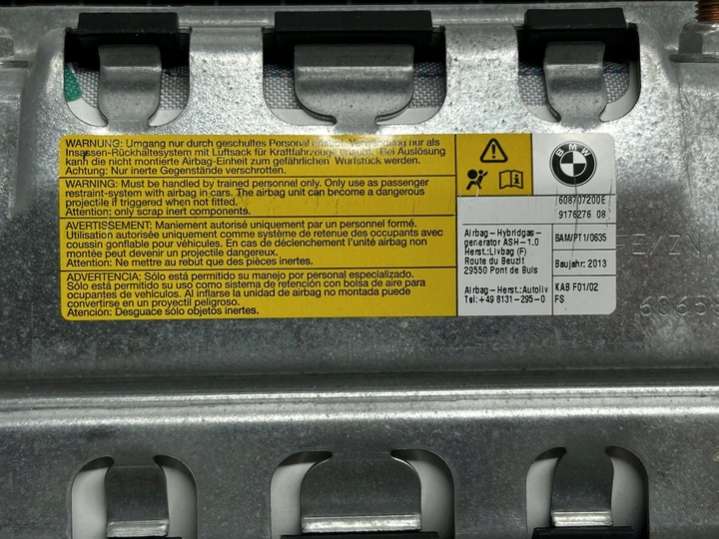 WARNUNG: Umgang nur durch geschultes Personal nur als
Insassen-Rückhaltesystem mit Luftsack für Kraftfahrzeuge Bei Auslösung
kann die nicht montierte Airbag-Einheit zum gefährlichen Wurfstück werden.
Achtung: Nur inerte Gegenstände verschrotten.
WARNING: Must be handled by trained personnel only. Only use as passenger
restraint-system with airbag in cars. The airbag unit can become a dangerous
projectile if triggered when not fitted.
Attention: only scrap inert components.
AVERTISSEMENT: Maniement autorisé uniquement par un personnel formé.
Utilisation autorisée uniquement comme système de retenue des occupants avec
coussin gonflable pour véhicules. En cas de déclenchement l'unité airbag non
montée peut devenir un projectile dangereux.
Attention: Ne mettre au rebut que des pièces inertes.
ADVERTENCIA: Sólo está permitido su manejo por personal especializado.
Sólo está permitido su uso como sistema de retención con bolsa de aire para
ocupantes de vehículos. Al inflarse la unidad de airbag no montada puede
convertirse en un projectil peligroso.
Atención: Desguace sólo objetos inertes.
BMW
608707200E
9176276 08
Airbag-Hybridgas-
generator ASH-1.0
Herst.:Livbag (F)
Route du Beuzit
29550 Pont de Buis
BAM/PT1/0635
Baujahr: 2013
Airbag-Herst.:Autoliv
Tel:+49 8131-295-0
KAB F01/02
FS